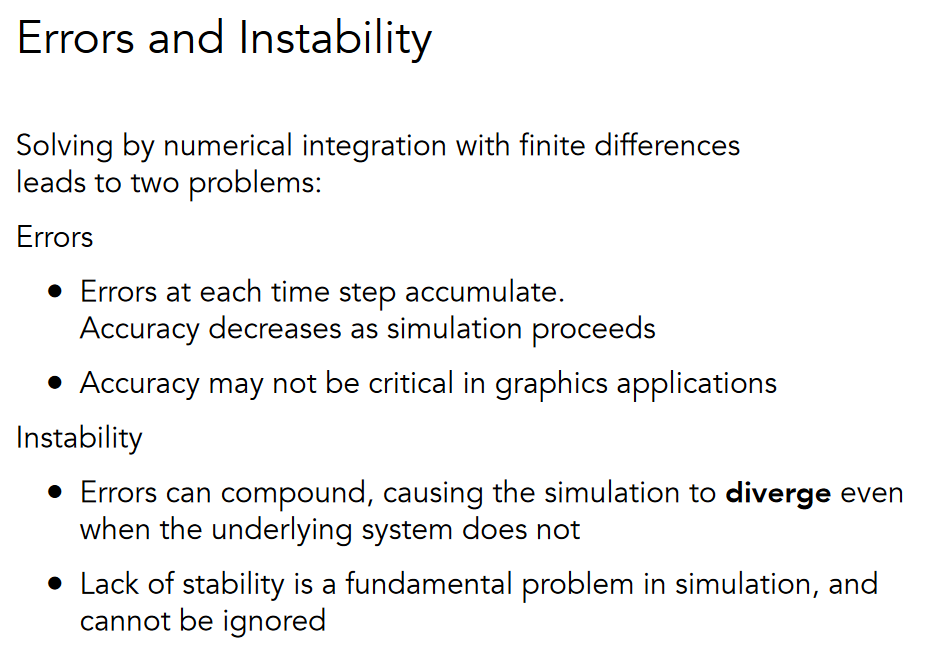 Errors and Instability
Solving by numerical integration with finite differences
leads to two problems:
Errors
• Errors at each time step accumulate.
Accuracy decreases as simulation proceeds
• Accuracy may not be critical in graphics applications
Instability
• Errors can compound, causing the simulation to diverge even
when the underlying system does not
• Lack of stability is a fundamental problem in simulation, and
cannot be ignored